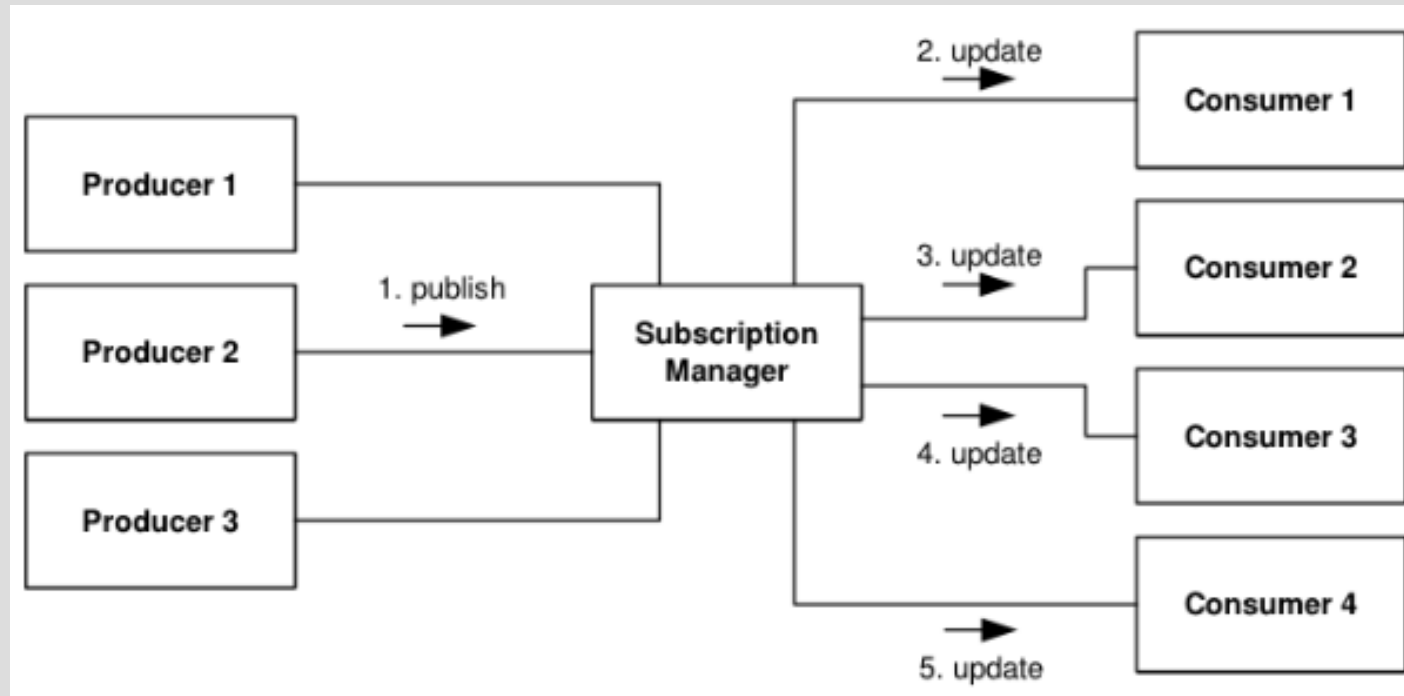 Producer 1
Producer 2
Producer 3
1. publish
Subscription
Manager
2. update
3. update
4. update
5. update
Consumer 1
Consumer 2
Consumer 3
Consumer 4